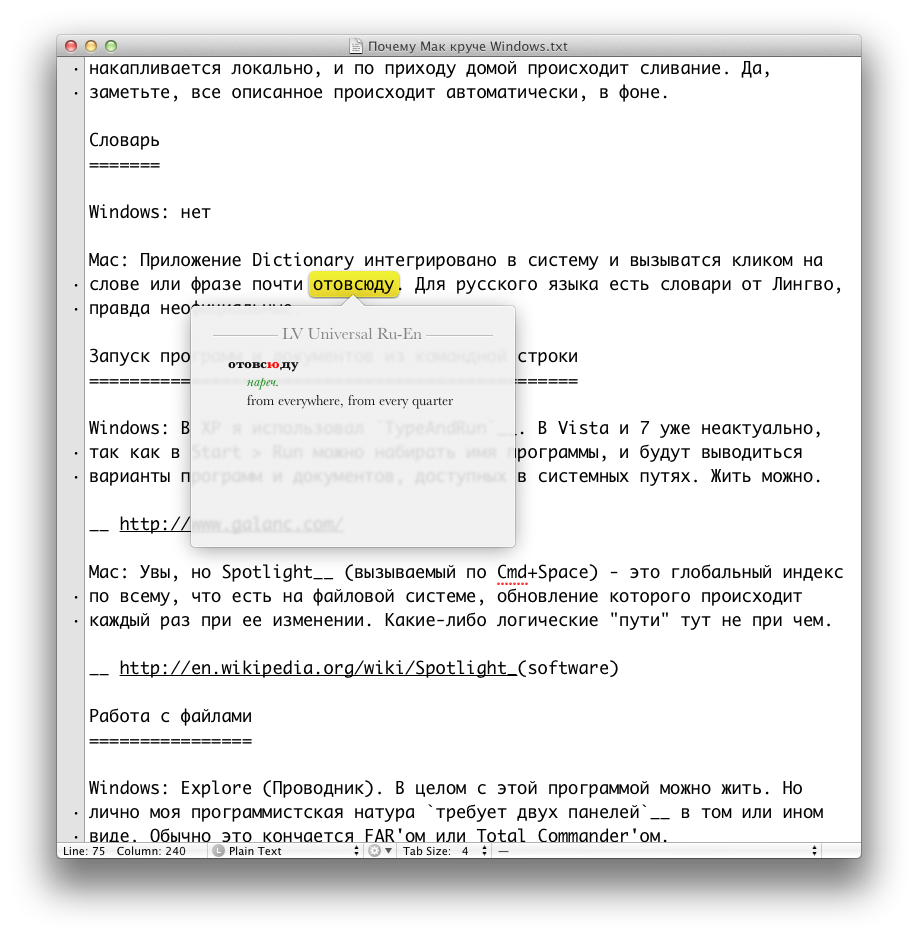 Почему Мак круче Windows.txt
накапливается локально, и по приходу домой происходит сливание. Да,
заметьте, все описанное происходит автоматически, в фоне.
Словарь
=======
Windows: нет
Mac: Приложение Dictionary интегрировано в систему и вызыватся кликом на
слове или фразе почти отовсюду. Для русского языка есть словари от Лингво,
правда неофициальные.
LV Universal Ru-En
отовсюду
нареч.
from everywhere, from every quarter
Запуск программ и документов из командной строки
================================================
Windows: В XP я использовал `TypeAndRun`__. В Vista и 7 уже неактуально,
так как в Start > Run можно набирать имя программы, и будут выводиться
варианты программ и документов, доступных в системных путях. Жить можно.
__ http://www.galanc.com/
Mac: Увы, но Spotlight__ (вызываемый по Cmd+Space) - это глобальный индекс
по всему, что есть на файловой системе, обновление которого происходит
каждый раз при ее изменении. Какие-либо логические "пути" тут не при чем.
__ http://en.wikipedia.org/wiki/Spotlight_(software)
Работа с файлами
================
Windows: Explore (Проводник). В целом с этой программой можно жить. Но
лично моя программистская натура `требует двух панелей`__ в том или ином
виде. Обычно это кончается FAR'ом или Total Commander'ом.
Line: 75 Column: 240 L Plain Text Tab Size: 4 —